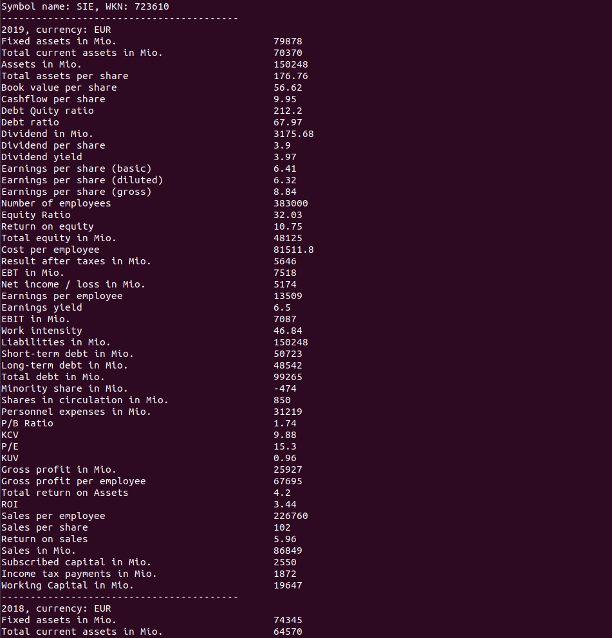 Symbol name: SIE, WKN: 723610
------------------------------------------
2019, currency: EUR
Fixed assets in Mio. 79878
Total current assets in Mio. 70370
Assets in Mio. 150248
Total assets per share 176.76
Book value per share 56.62
Cashflow per share 9.95
Debt Quity ratio 212.2
Debt ratio 67.97
Dividend in Mio. 3175.68
Dividend per share 3.9
Dividend yield 3.97
Earnings per share (basic) 6.41
Earnings per share (diluted) 6.32
Earnings per share (gross) 8.84
Number of employees 383000
Equity Ratio 32.03
Return on equity 10.75
Total equity in Mio. 48125
Cost per employee 81511.8
Result after taxes in Mio. 5646
EBT in Mio. 7518
Net income / loss in Mio. 5174
Earnings per employee 13509
Earnings yield 6.5
EBIT in Mio. 7087
Work intensity 46.84
Liabilities in Mio. 150248
Short-term debt in Mio. 50723
Long-term debt in Mio. 48542
Total debt in Mio. 99265
Minority share in Mio. -474
Shares in circulation in Mio. 850
Personnel expenses in Mio. 31219
P/B Ratio 1.74
KCV 9.88
P/E 15.3
KUV 0.96
Gross profit in Mio. 25927
Gross profit per employee 67695
Total return on Assets 4.2
ROI 3.44
Sales per employee 226760
Sales per share 102
Return on sales 5.96
Sales in Mio. 86849
Subscribed capital in Mio. 2550
Income tax payments in Mio. 1872
Working Capital in Mio. 19647
------------------------------------------
2018, currency: EUR
Fixed assets in Mio. 74345
Total current assets in Mio. 64570